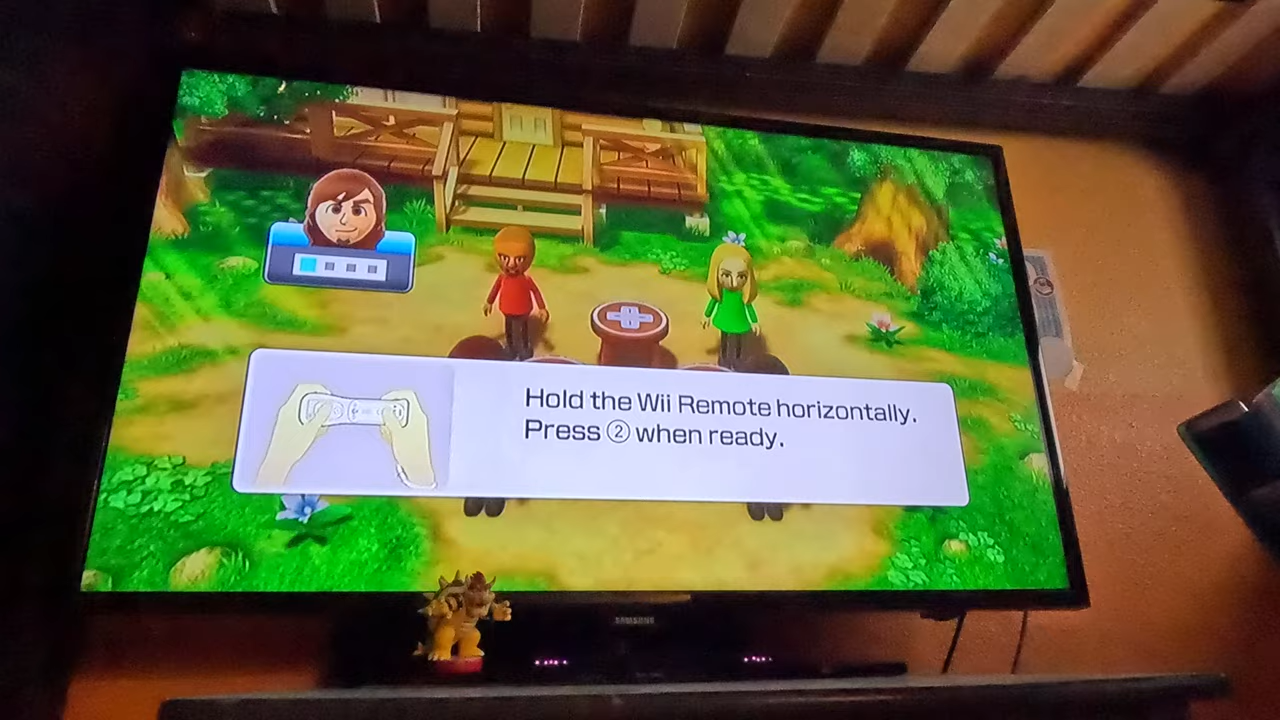 Hold the Wii Remote horizontally.
Press ② when ready.
SAMSUNG